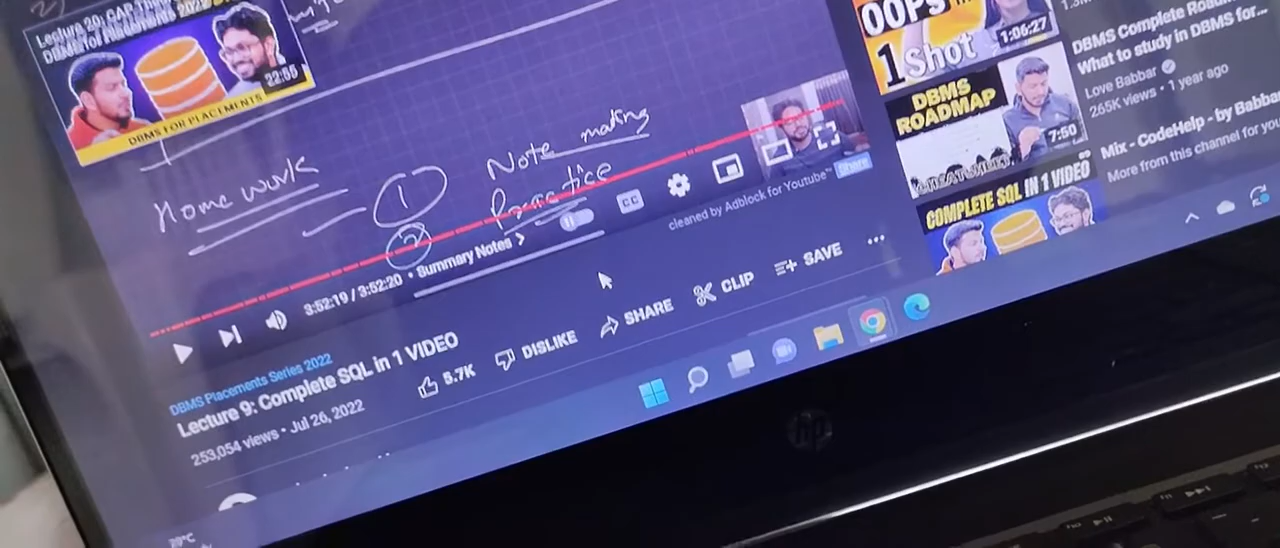 Lecture 20: CAP
DBMS for Placements 2022
22:55
DBMS FOR PLACEMENTS
Home work
1
Note making
2
Practice
Share
cleaned by Adblock for Youtube™
3:52:19 / 3:52:20 • Summary Notes >
CC
DBMS Placements Series 2022
Lecture 9: Complete SQL in 1 VIDEO
253,054 views • Jul 26, 2022
5.7K
DISLIKE
SHARE
CLIP
SAVE
OOPs
1 Shot
1:06:27
DBMS Complete
What to study in DBMS for...
Love Babbar
265K views • 1 year ago
DBMS
ROADMAP
7:50
Mix - CodeHelp - by Babbar
More from this channel for you
COMPLETE SQL IN 1 VIDEO
hp